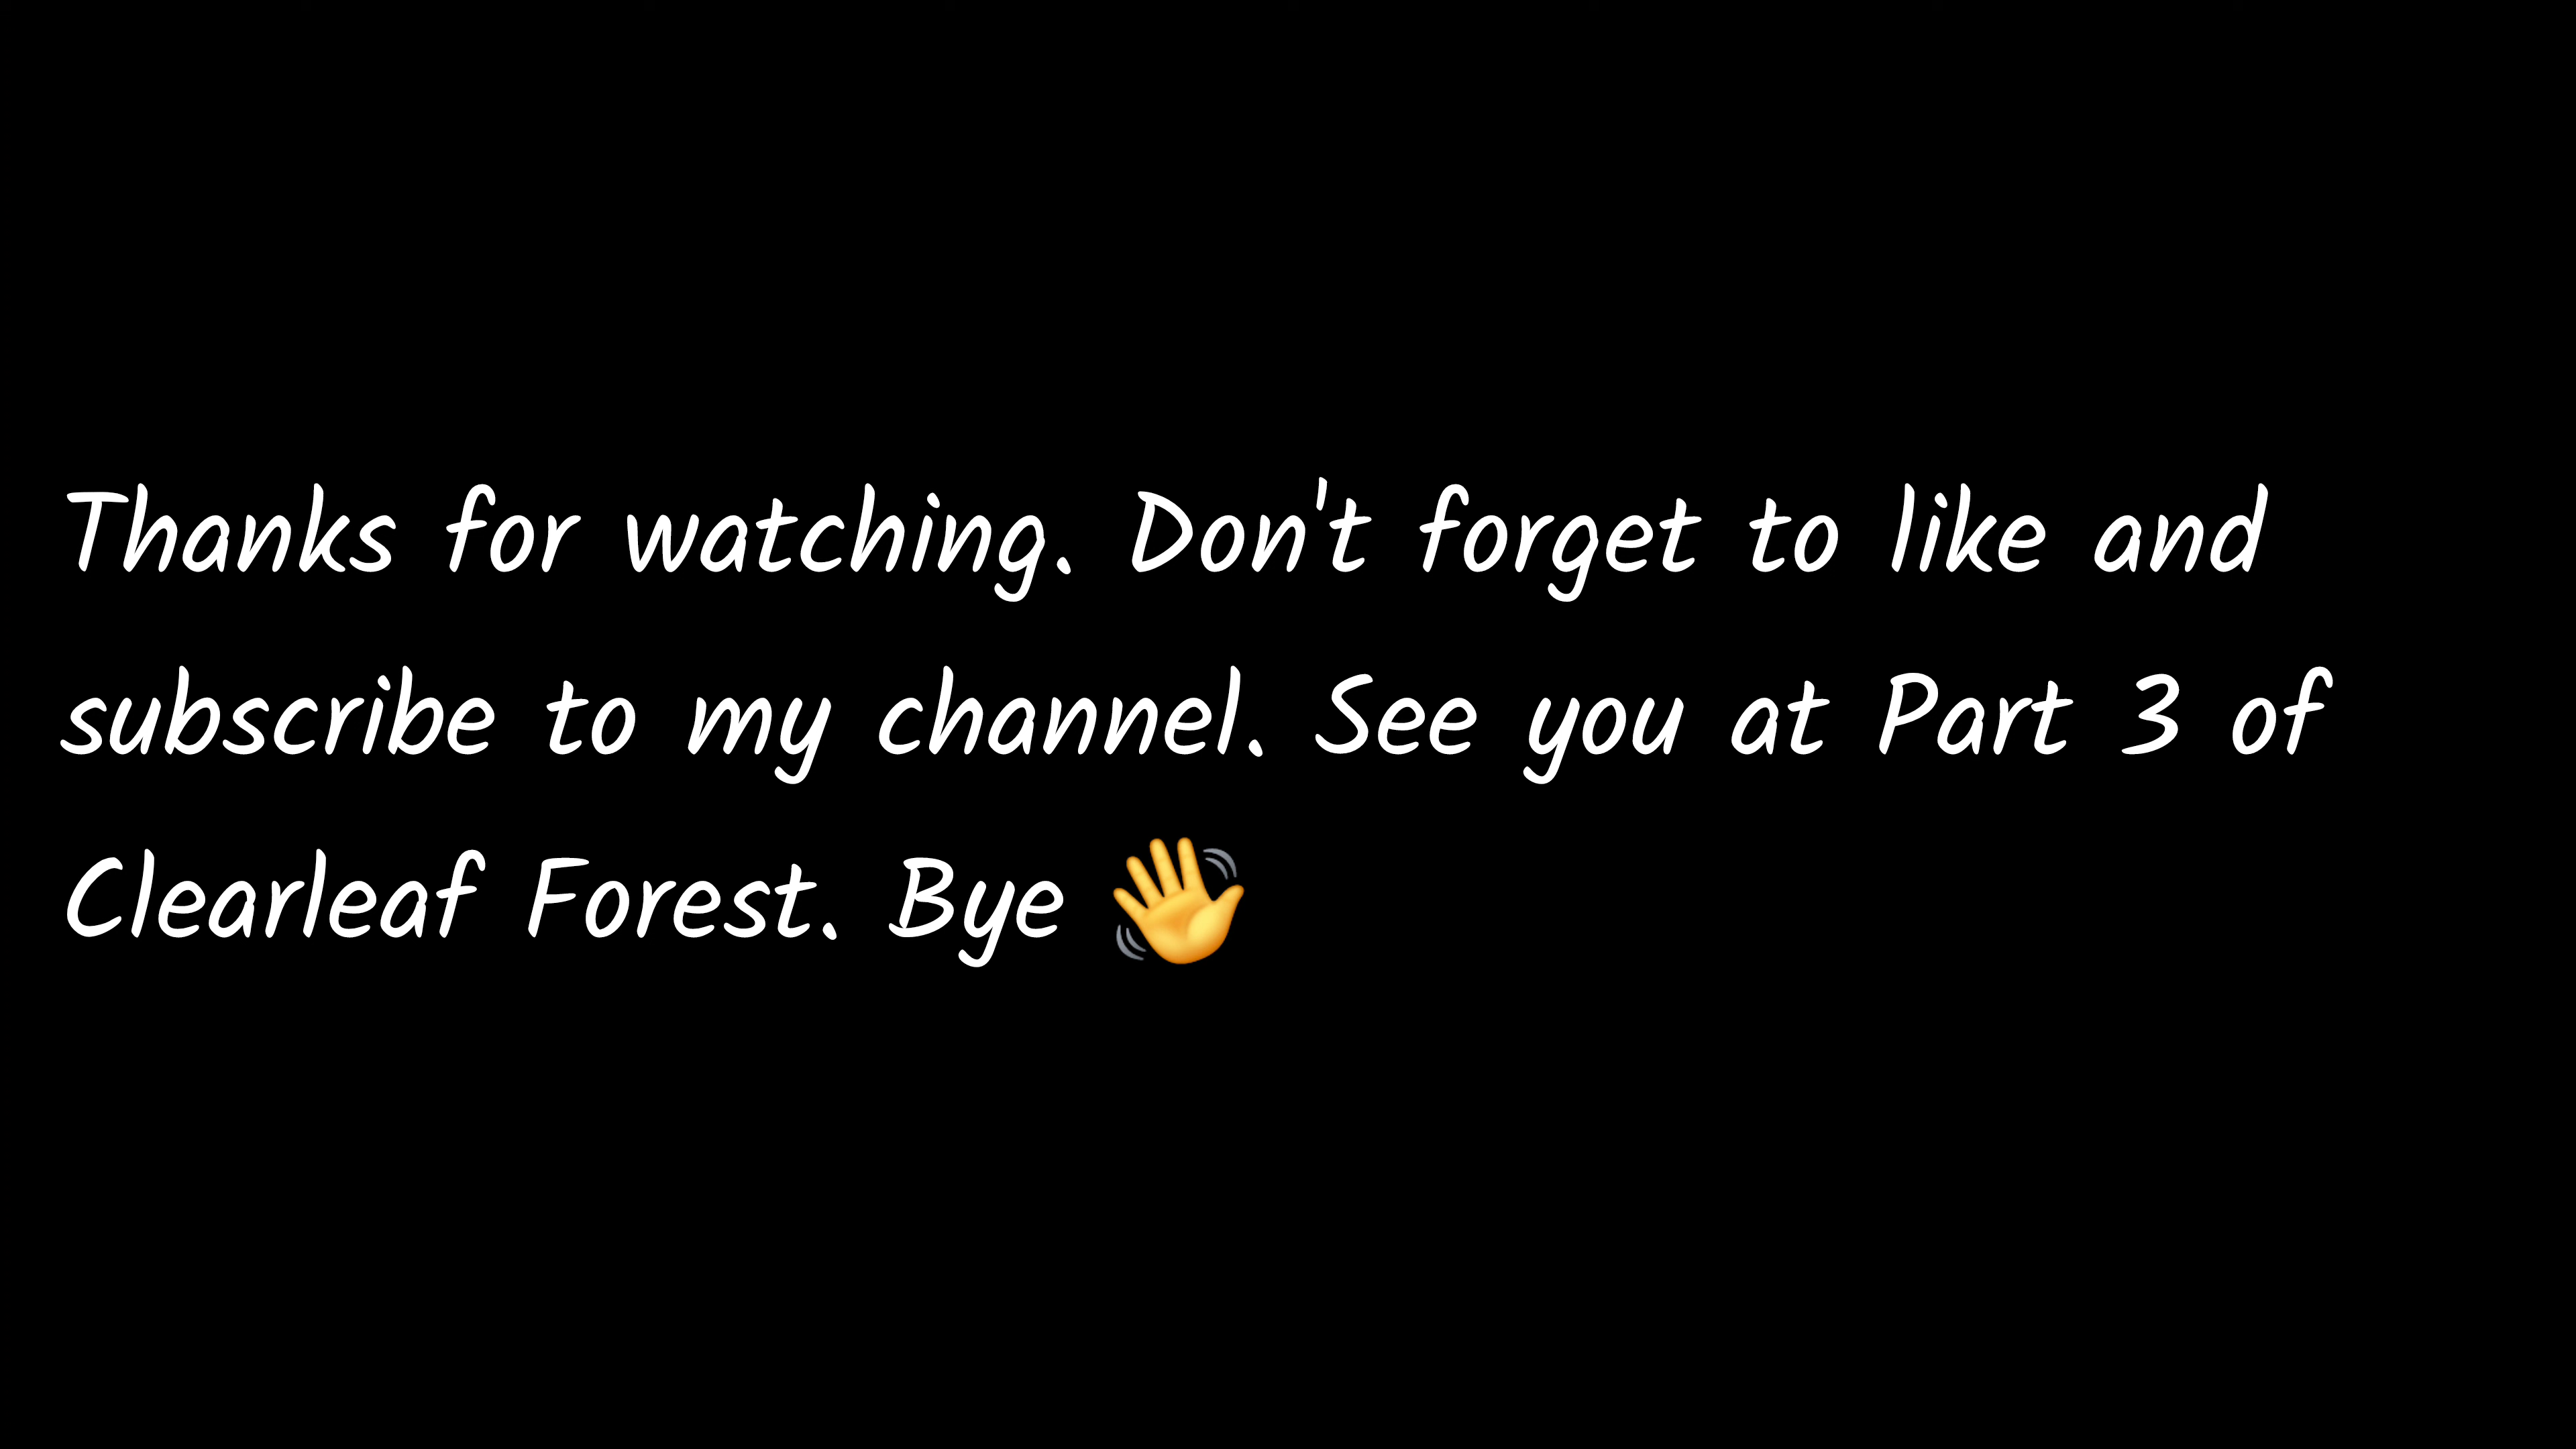 Thanks for watching. Don't forget to like and
subscribe to my channel. See you at Part 3 of
Clearleaf Forest. Bye 👋